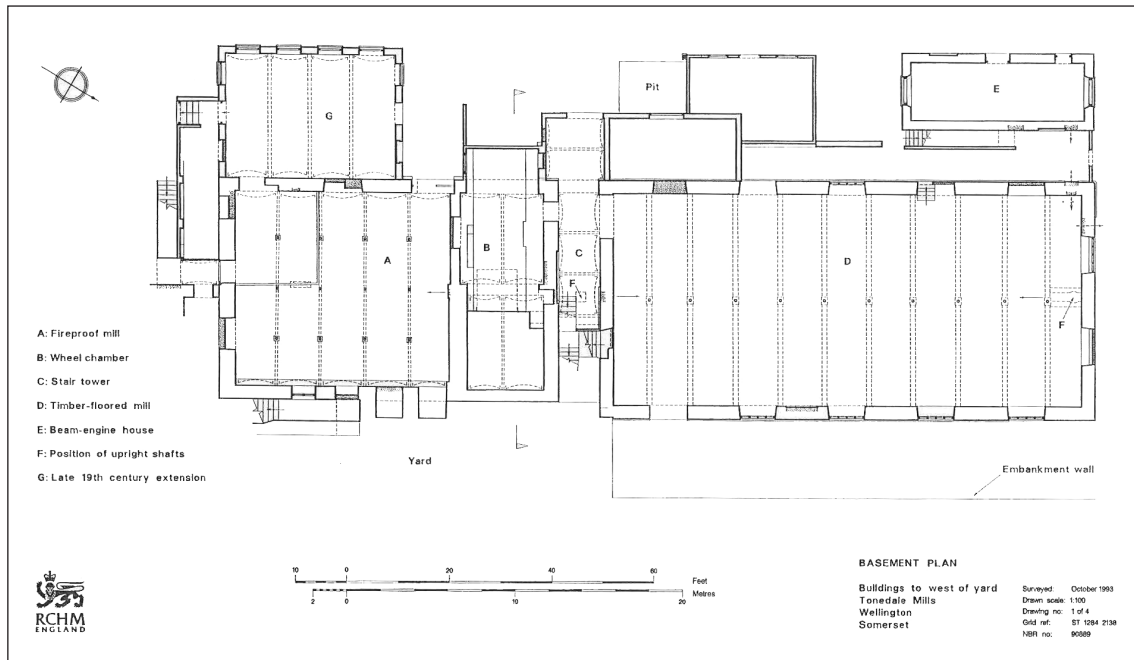 Pit
E
G
A
B
C
F
D
F
A: Fireproof mill
B: Wheel chamber
C: Stair tower
D: Timber-floored mill
E: Beam-engine house
F: Position of upright shafts
G: Late 19th century extension
Yard
Embankment wall
10 0 20 40 60 Feet
2 0 10 20 Metres
RCHM
ENGLAND
BASEMENT PLAN
Buildings to west of yard
Tonedale Mills
Wellington
Somerset
Surveyed: October 1993
Drawn scale: 1:100
Drawing no: 1 of 4
Grid ref: ST 1284 2138
NBR no: 90889